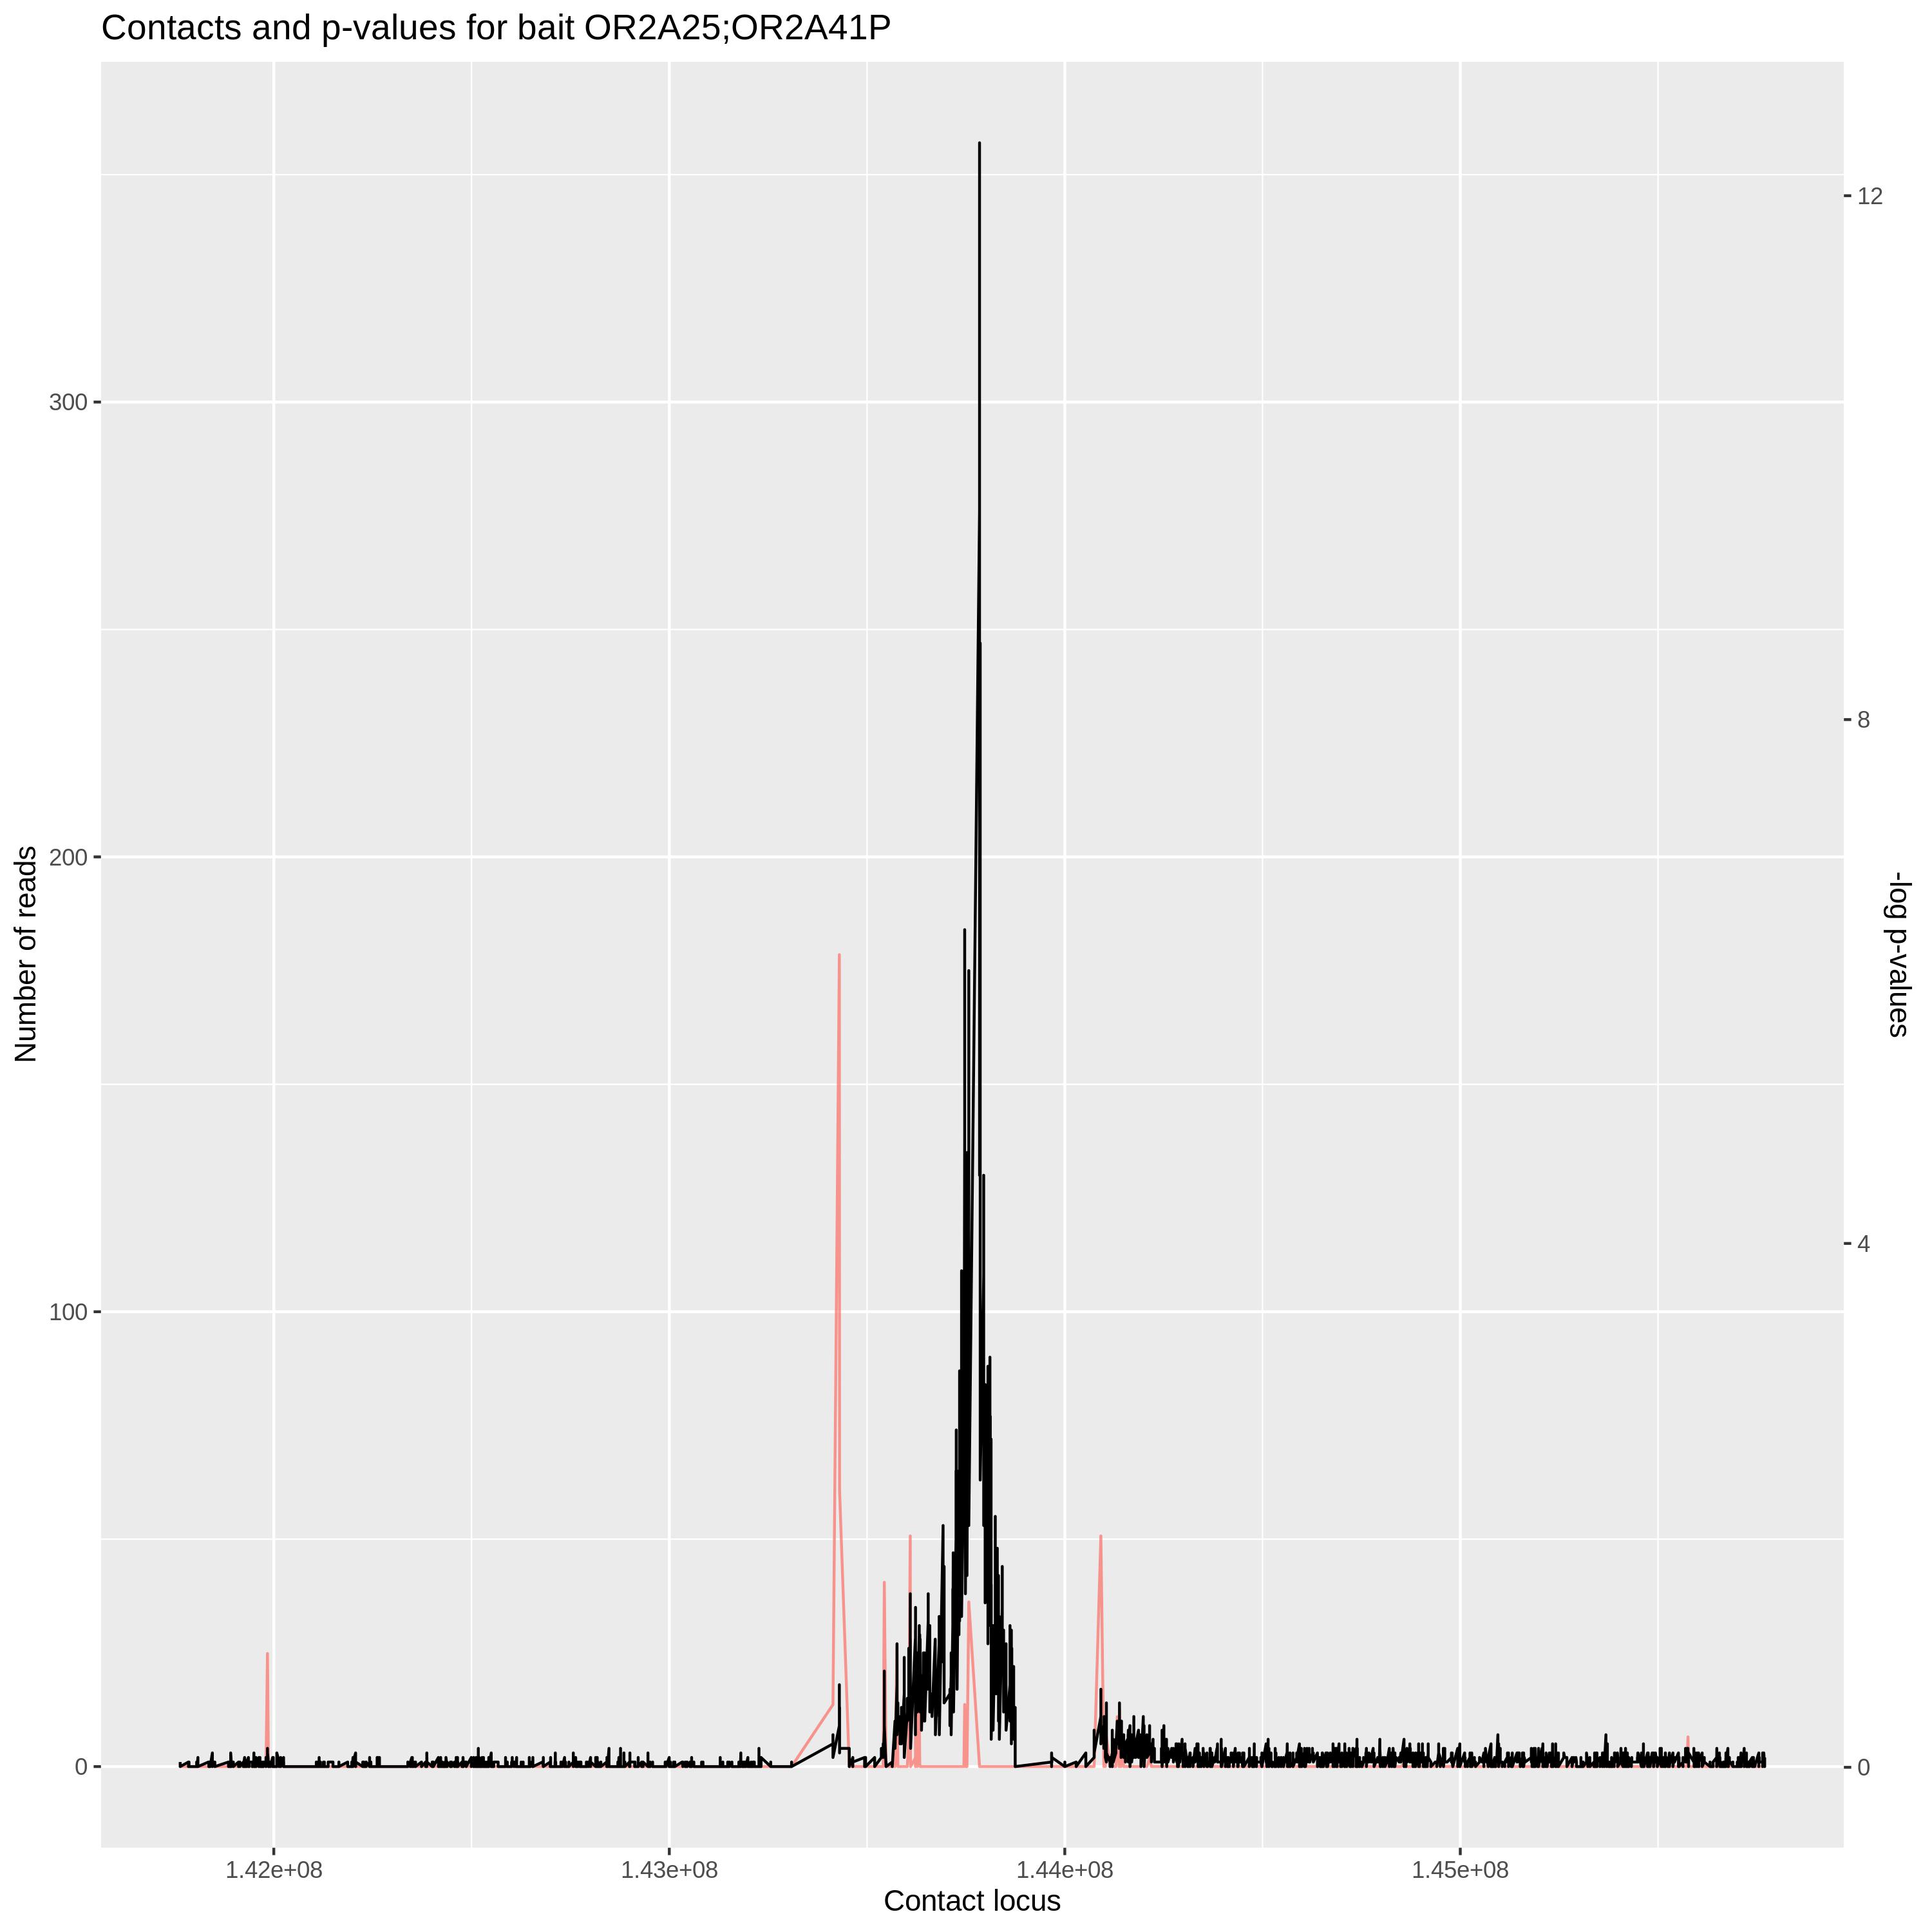 Contacts and p-values for bait OR2A25;OR2A41P
Number of reads
300
200
100
0
12
8
4
0
-log p-values
1.42e+08 1.43e+08 1.44e+08 1.45e+08
Contact locus